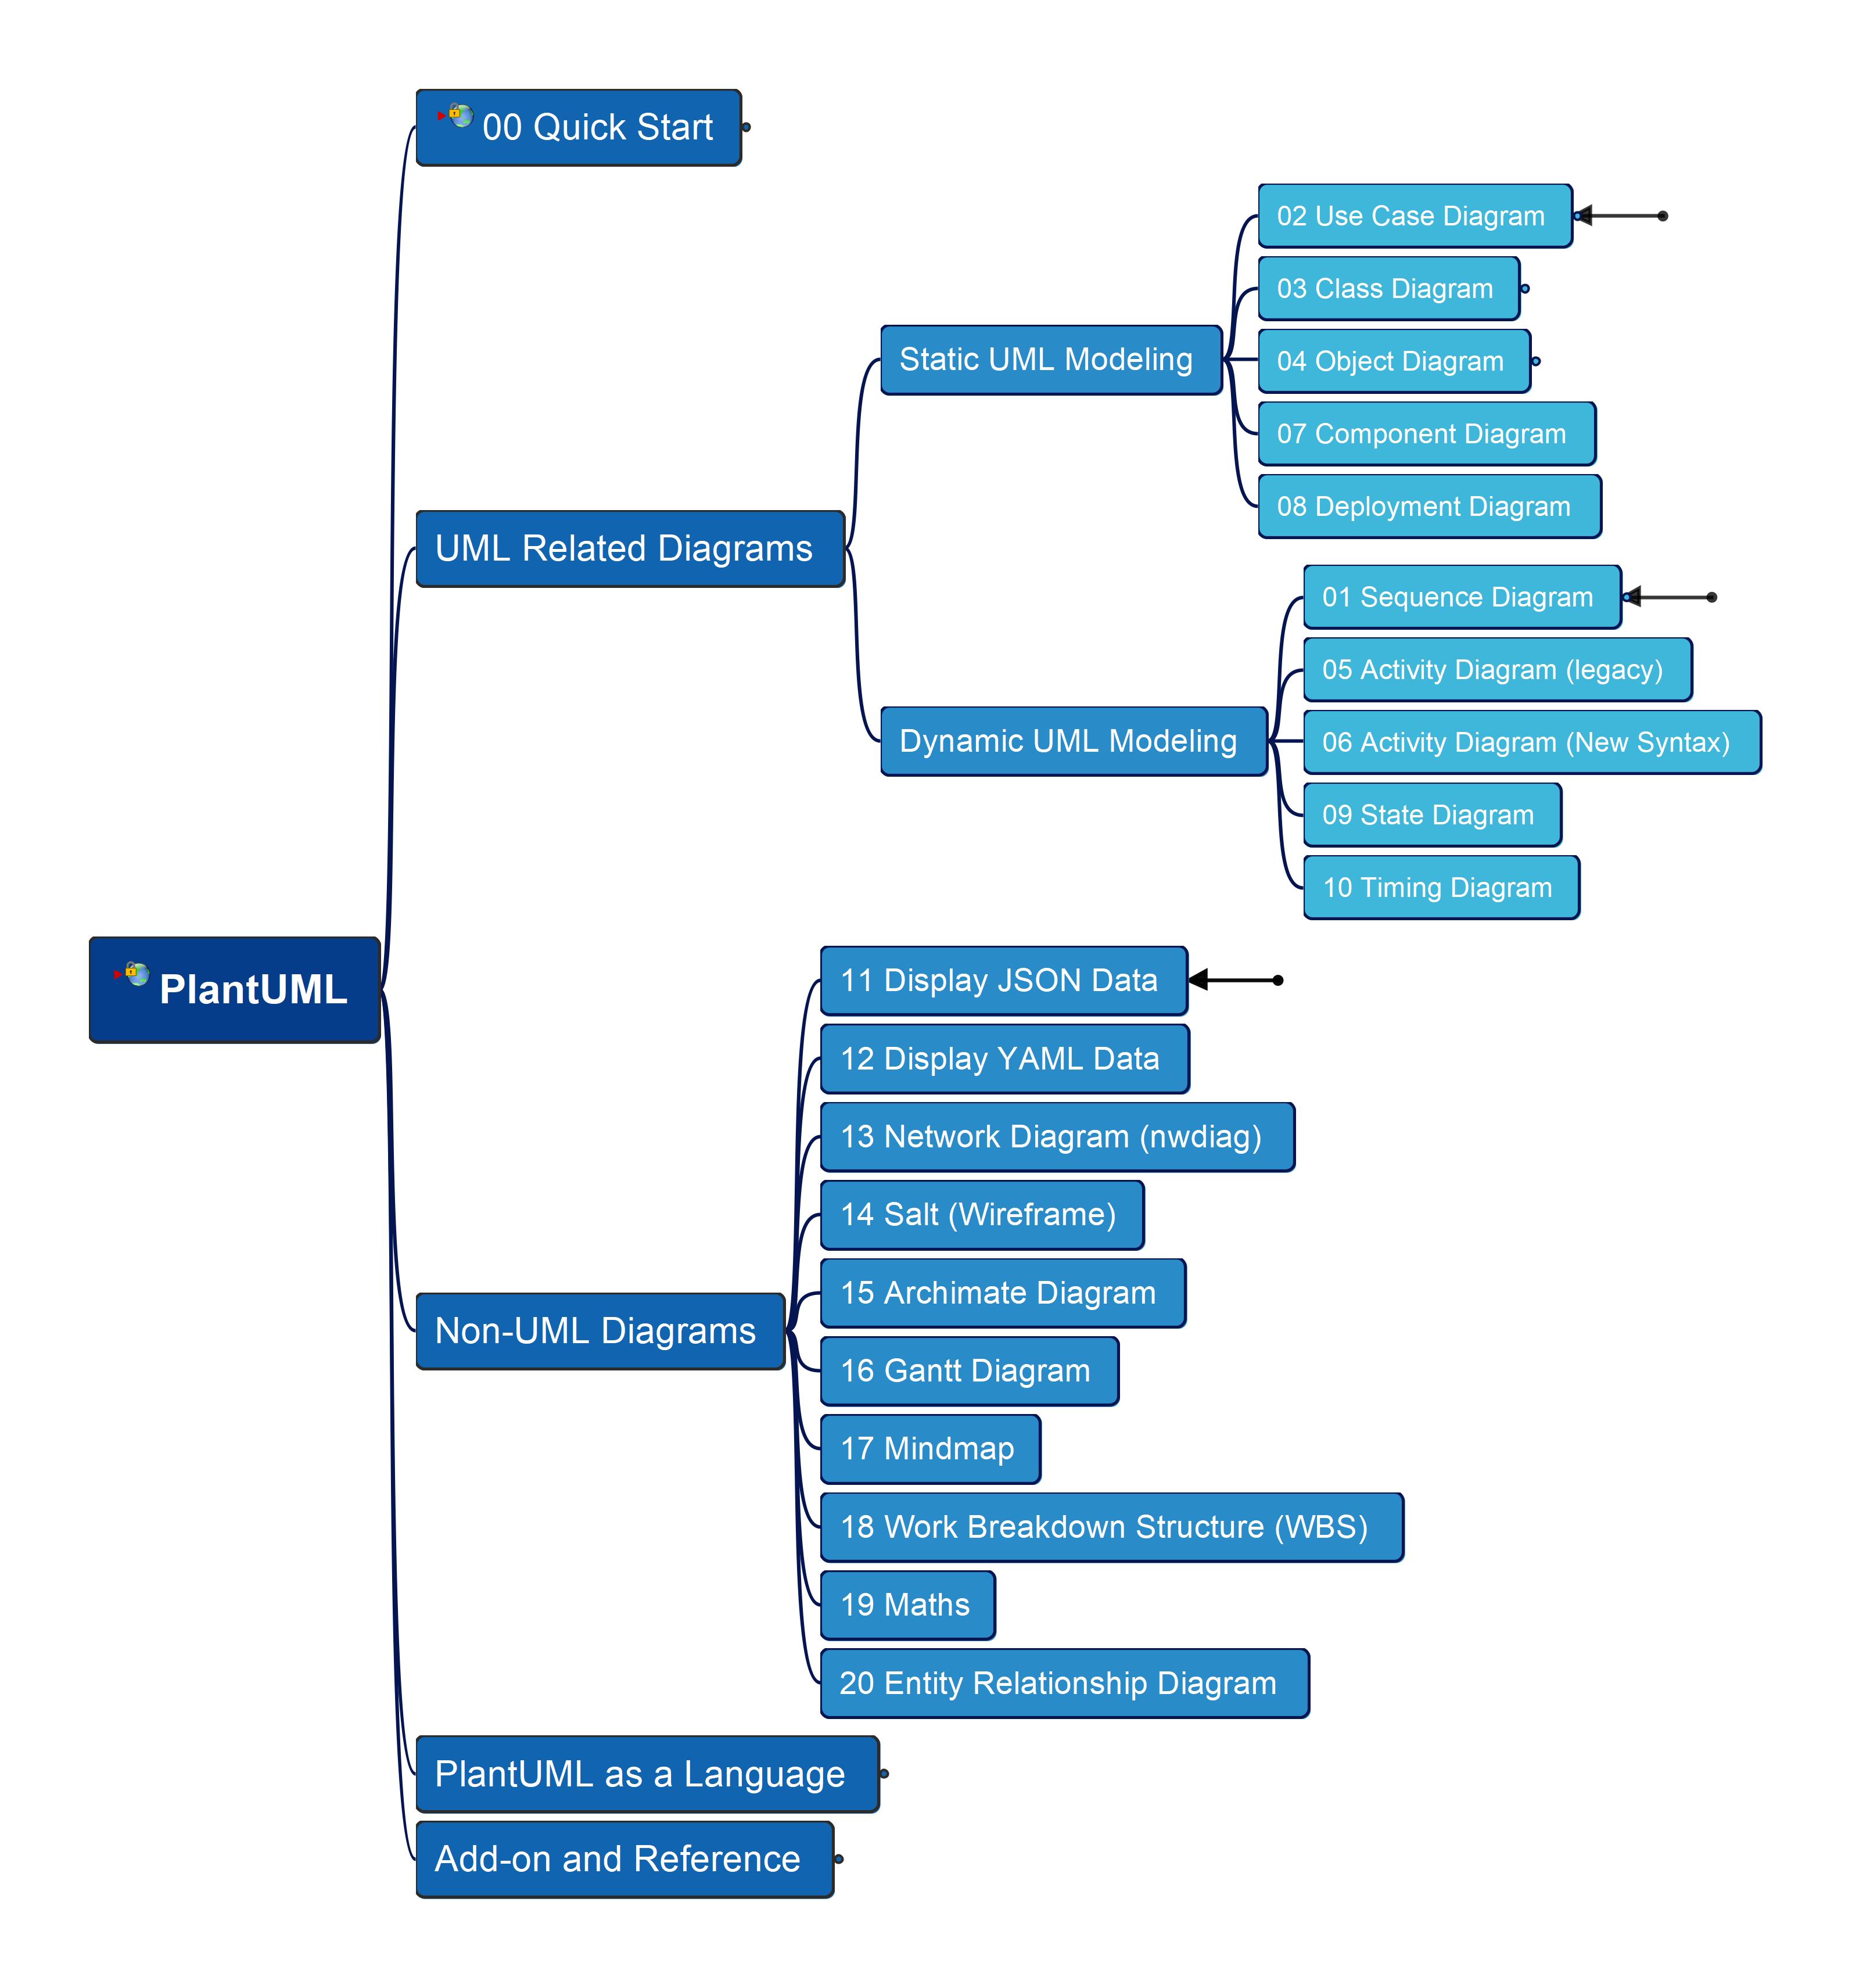 00 Quick Start
02 Use Case Diagram
03 Class Diagram
Static UML Modeling
04 Object Diagram
07 Component Diagram
08 Deployment Diagram
UML Related Diagrams
01 Sequence Diagram
05 Activity Diagram (legacy)
Dynamic UML Modeling
06 Activity Diagram (New Syntax)
09 State Diagram
10 Timing Diagram
PlantUML
11 Display JSON Data
12 Display YAML Data
13 Network Diagram (nwdiag)
14 Salt (Wireframe)
15 Archimate Diagram
Non-UML Diagrams
16 Gantt Diagram
17 Mindmap
18 Work Breakdown Structure (WBS)
19 Maths
20 Entity Relationship Diagram
PlantUML as a Language
Add-on and Reference